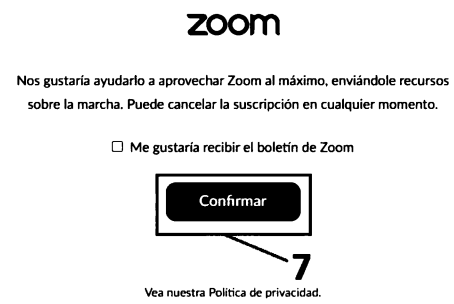 zoom
Nos gustaría ayudarlo a aprovechar Zoom al máximo, enviándole recursos
sobre la marcha. Puede cancelar la suscripción en cualquier momento.
Me gustaría recibir el boletín de Zoom
Confirmar
7
Vea nuestra Política de privacidad.